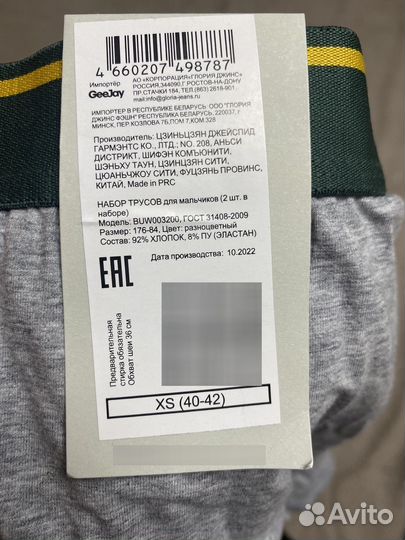 4 660207 498787
Импортёр
GeeJay
АО «КОРПОРАЦИЯ»ГЛОРИЯ ДЖИНС»
РОССИЯ,344090,Г. РОСТОВ-НА-ДОНУ
ПР.СТАЧКИ 184, ТЕЛ.(863) 2618-901,
mail:info@gloria-jeans.ru
ИМПОРТЕР В РЕСПУБЛИКЕ БЕЛАРУСЬ: ООО "ГЛОРИЯ
ДЖИНС ФЭШН" РЕСПУБЛИКА БЕЛАРУСЬ, 220037, Г
МИНСК, ПЕР.КОЗЛОВА 7Б,ПОМ 7,КОМ 328
Производитель: ЦЗИНЬЦЗЯН ДЖЕЙСПИД
ГАРМЭНТС КО., ЛТД.; NO. 208, АНЬСИ
ДИСТРИКТ, ШИФЭН КОМЬЮНИТИ,
ШЭНЬХУ ТАУН, ЦЗИНЬЦЗЯН СИТИ,
ЦЮАНЬЧЖОУ СИТИ, ФУЦЗЯНЬ ПРОВИНС,
КИТАЙ, Made in PRC
НАБОР ТРУСОВ для мальчиков (2 шт. в
наборе)
Модель: BUW003200, ГОСТ 31408-2009
Размер: 176-84, Цвет: разноцветный
Состав: 92% ХЛОПОК, 8% ПУ (ЭЛАСТАН)
Дата производства: 10.2022
EAC
Предварительная
стирка обязательна
Обхват шеи 36 см
XS (40-42)
Avito